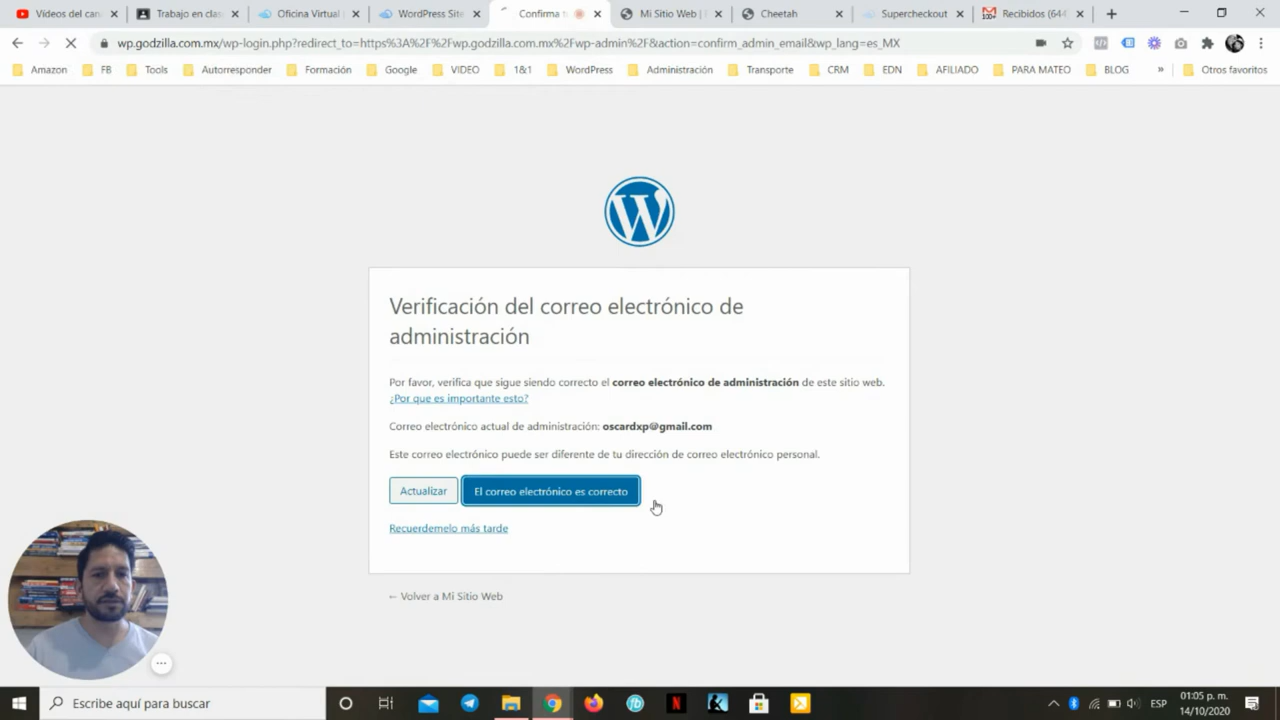 Vídeos del cana
Trabajo en clas
Oficina Virtual |
WordPress Site
Confirma t
Mi Sitio Web |
Cheetah
Supercheckout
Recibidos (644
wp.godzilla.com.mx/wp-login.php?redirect_to=https%3A%2F%2Fwp.godzilla.com.mx%2Fwp-admin%2F&action=confirm_admin_email&wp_lang=es_MX
Amazon FB Tools Autorresponder Formación Google VIDEO 1&1 WordPress Administración Transporte CRM EDN AFILIADO PARA MATEO BLOG » Otros favoritos
Verificación del correo electrónico de
administración
Por favor, verifica que sigue siendo correcto el correo electrónico de administración de este sitio web.
¿Por que es importante esto?
Correo electrónico actual de administración: oscardxp@gmail.com
Este correo electrónico puede ser diferente de tu dirección de correo electrónico personal.
Actualizar El correo electrónico es correcto
Recuerdemelo más tarde
← Volver a Mi Sitio Web
Escribe aquí para buscar
ESP
01:05 p. m.
14/10/2020